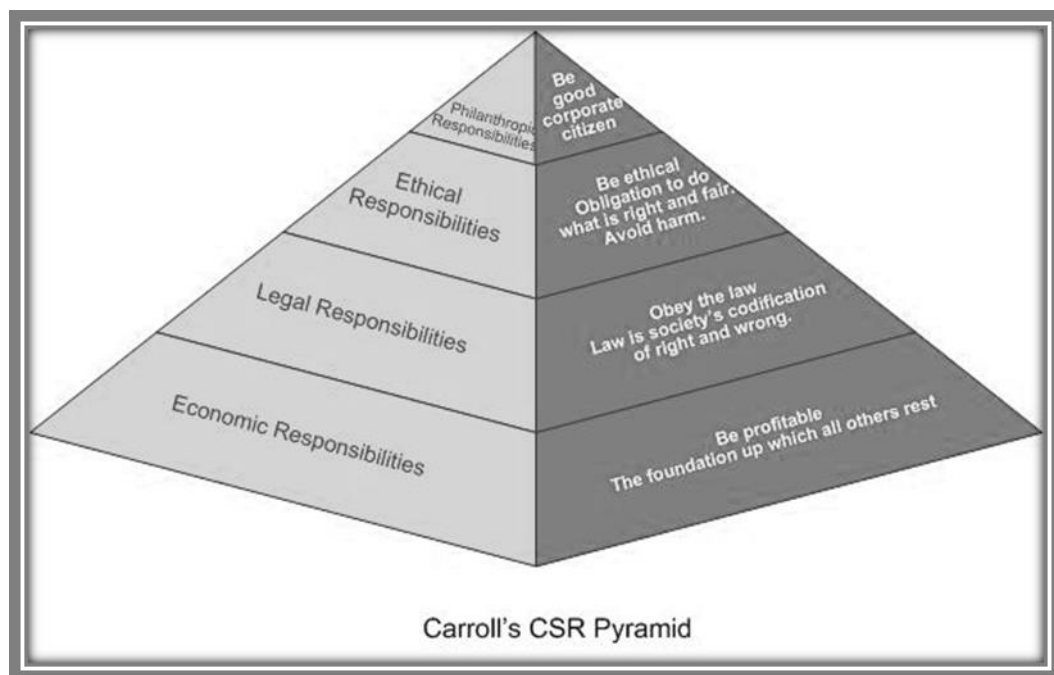 Philanthropic
Responsibilities
Be
good
corporate
citizen
Ethical
Responsibilities
Be ethical
Obligation to do
what is right and fair.
Avoid harm.
Legal Responsibilities
Obey the law
Law is society's codification
of right and wrong.
Economic Responsibilities
Be profitable
The foundation up which all others rest
Carroll's CSR Pyramid